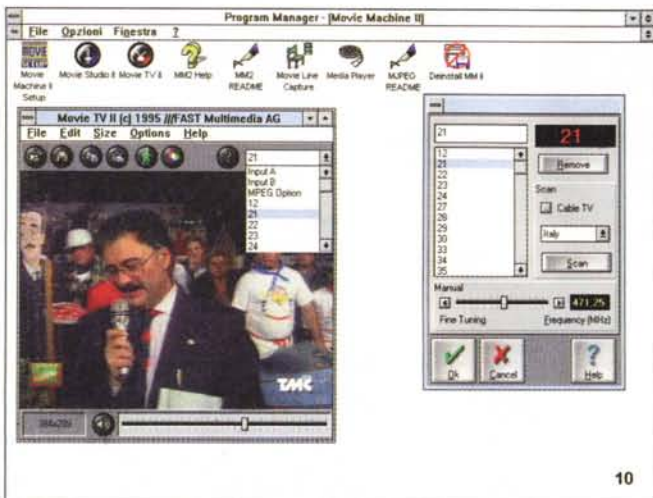 Program Manager - [Movie Machine II]
File Opzioni Finestra ?
Movie Machine II Setup
Movie Studio II
Movie TV II
MM2 Help
MM2 README
Movie Line Capture
Media Player
MJPEG README
Deinstall MM II
Movie TV II (c) 1995 ///FAST Multimedia AG
File Edit Size Options Help
21
Input A
Input B
MPEG Option
12
21
22
23
24
TMC
21
21
12
21
22
23
24
27
28
29
30
31
32
33
34
35
Remove
Scan
Cable TV
Italy
Scan
Manual
471.25
Fine Tuning
Frequency (MHz)
Ok
Cancel
Help
10